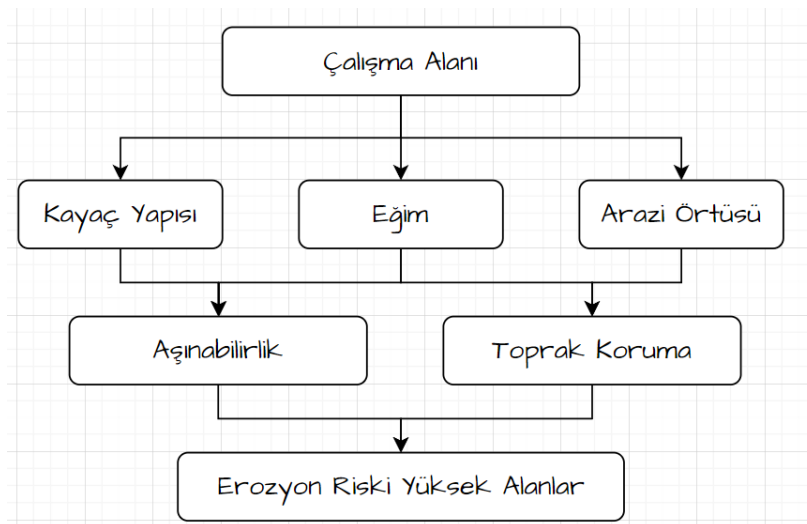 Çalışma Alanı
Kayaç Yapısı
Eğim
Arazi Örtüsü
Aşınabilirlik
Toprak Koruma
Erozyon Riski Yüksek Alanlar